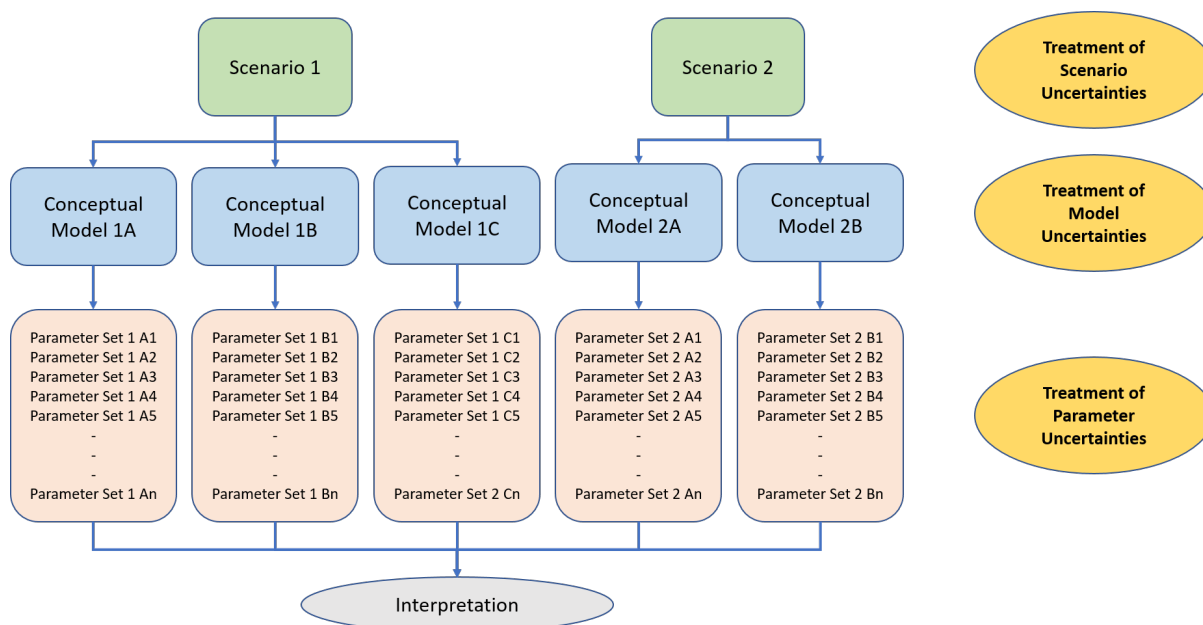 Scenario 1
Scenario 2
Treatment of
Scenario
Uncertainties
Conceptual
Model 1A
Conceptual
Model 1B
Conceptual
Model 1C
Conceptual
Model 2A
Conceptual
Model 2B
Treatment of
Model
Uncertainties
Parameter Set 1 A1
Parameter Set 1 A2
Parameter Set 1 A3
Parameter Set 1 A4
Parameter Set 1 A5
-
-
-
Parameter Set 1 An
Parameter Set 1 B1
Parameter Set 1 B2
Parameter Set 1 B3
Parameter Set 1 B4
Parameter Set 1 B5
-
-
-
Parameter Set 1 Bn
Parameter Set 1 C1
Parameter Set 1 C2
Parameter Set 1 C3
Parameter Set 1 C4
Parameter Set 1 C5
-
-
-
Parameter Set 2 Cn
Parameter Set 2 A1
Parameter Set 2 A2
Parameter Set 2 A3
Parameter Set 2 A4
Parameter Set 2 A5
-
-
-
Parameter Set 2 An
Parameter Set 2 B1
Parameter Set 2 B2
Parameter Set 2 B3
Parameter Set 2 B4
Parameter Set 2 B5
-
-
-
Parameter Set 2 Bn
Treatment of
Parameter
Uncertainties
Interpretation